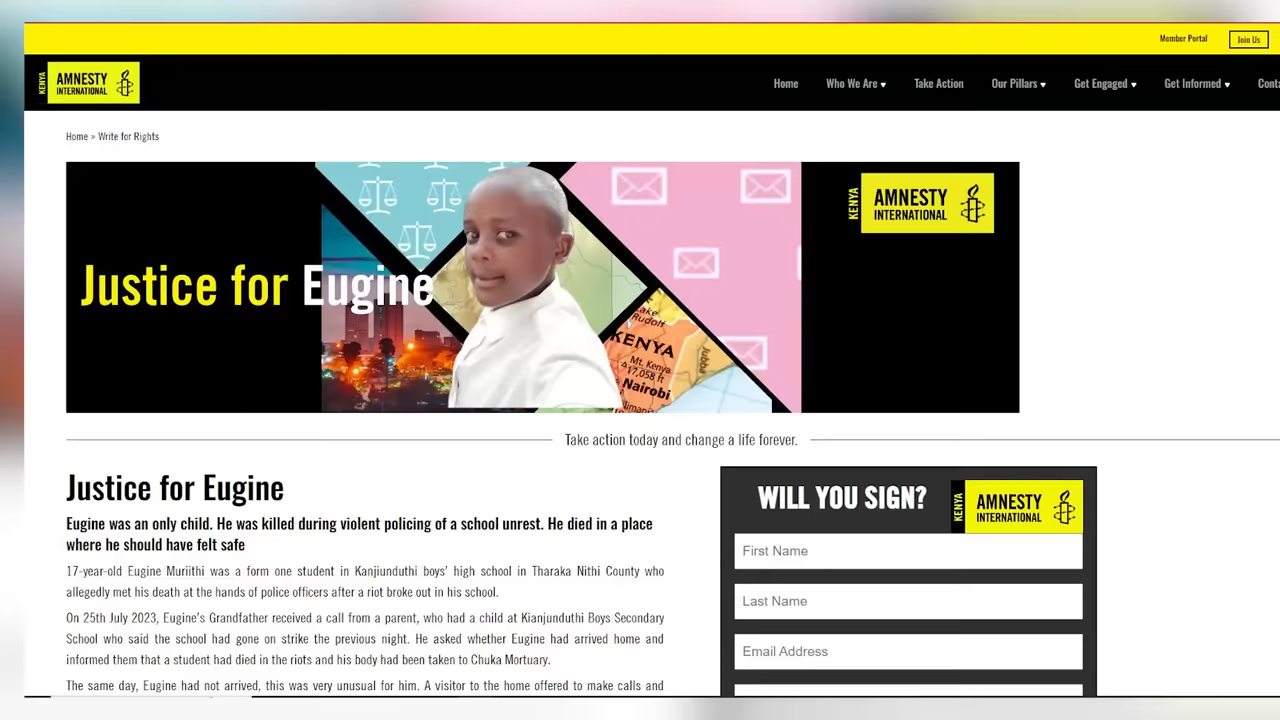 Member Portal
Join Us
KENYA
AMNESTY
INTERNATIONAL
Home
Who We Are
Take Action
Our Pillars
Get Engaged
Get Informed
Home » Write for Rights
KENYA
AMNESTY
INTERNATIONAL
Justice for Eugine
Rudolf
KENYA
Mt. Kenya
17,058 ft
Nairobi
Take action today and change a life forever.
Justice for Eugine
Eugine was an only child. He was killed during violent policing of a school unrest. He died in a place
where he should have felt safe
17-year-old Eugine Muriithi was a form one student in Kanjiunduthi boys' high school in Tharaka Nithi County who
allegedly met his death at the hands of police officers after a riot broke out in his school.
On 25th July 2023, Eugine's Grandfather received a call from a parent, who had a child at Kianjunduthi Boys Secondary
School who said the school had gone on strike the previous night. He asked whether Eugine had arrived home and
informed them that a student had died in the riots and his body had been taken to Chuka Mortuary.
The same day, Eugine had not arrived, this was very unusual for him. A visitor to the home offered to make calls and
WILL YOU SIGN?
KENYA
AMNESTY
INTERNATIONAL
First Name
Last Name
Email Address